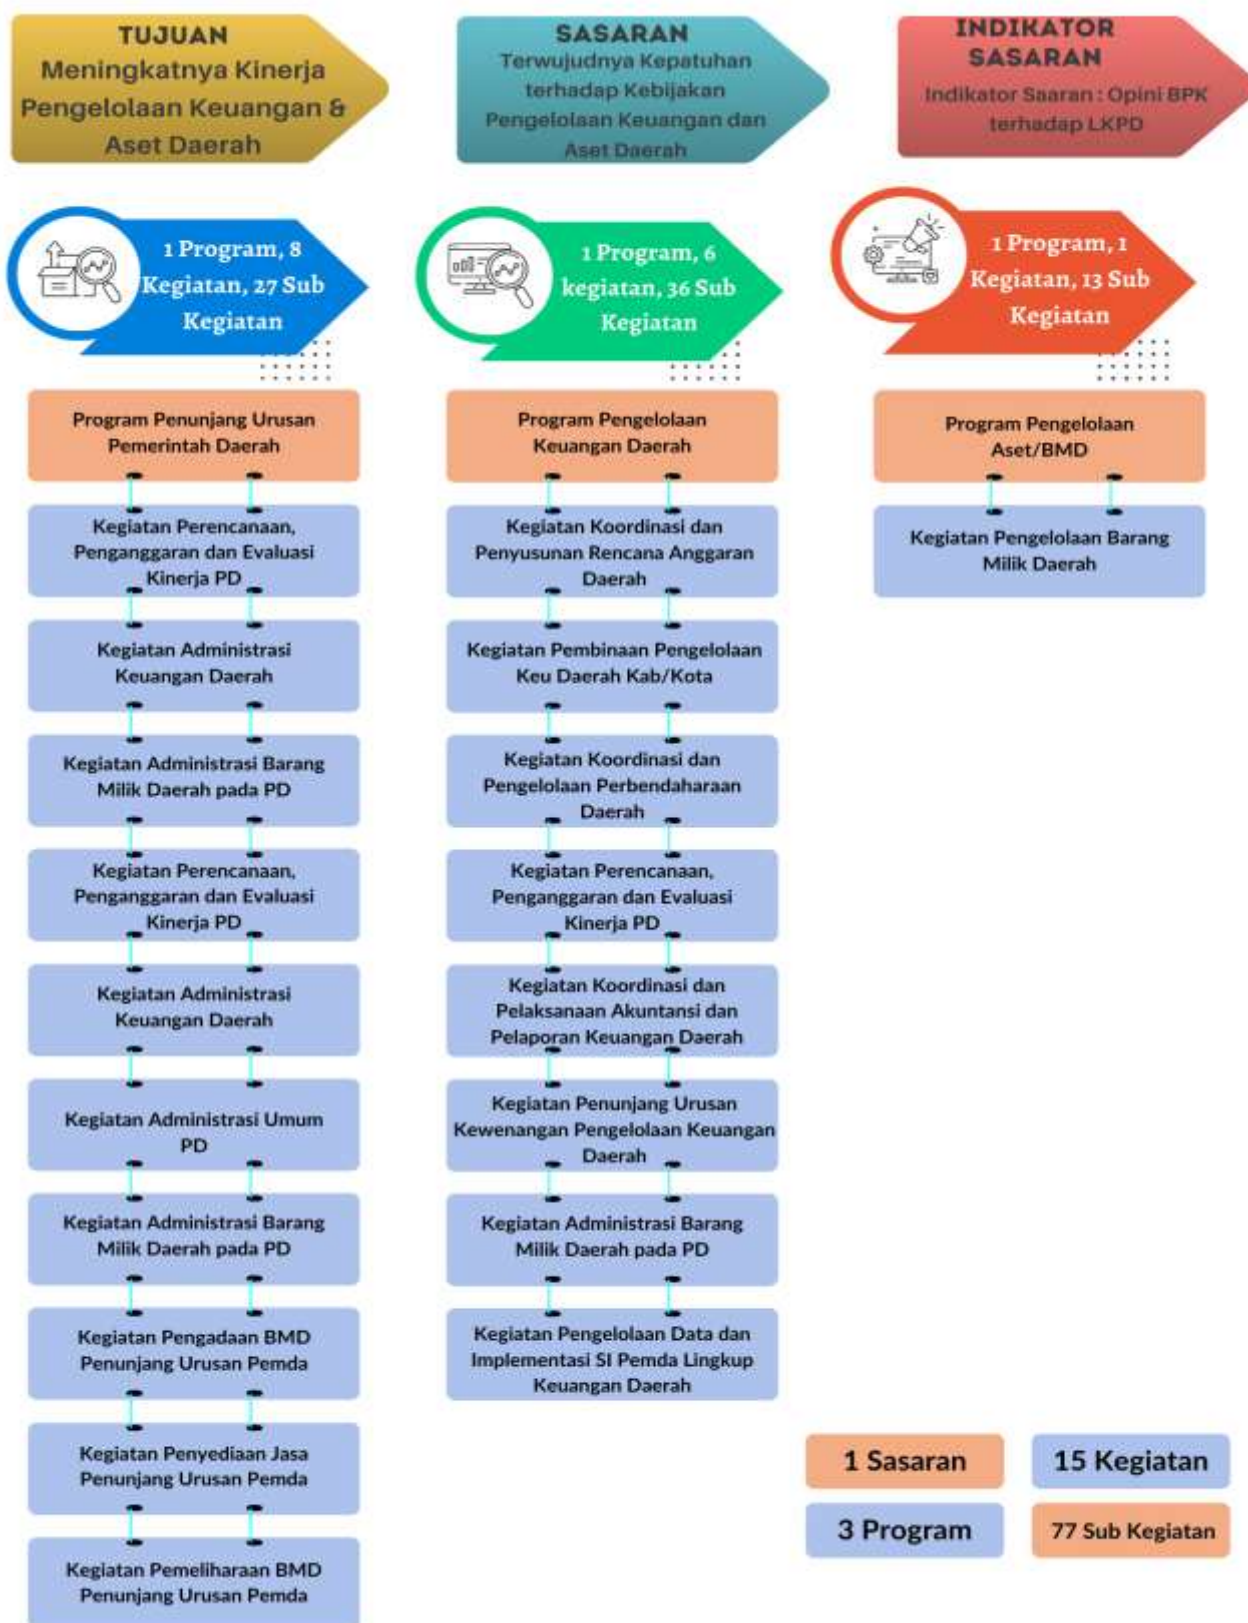 TUJUAN
Meningkatnya Kinerja
Pengelolaan Keuangan &
Aset Daerah
SASARAN
Terwujudnya Kepatuhan
terhadap Kebijakan
Pengelolaan Keuangan dan
Aset Daerah
INDIKATOR
SASARAN
Indikator Saaran : Opini BPK
terhadap LKPD
1 Program, 8
Kegiatan, 27 Sub
Kegiatan
1 Program, 6
kegiatan, 36 Sub
Kegiatan
1 Program, 1
Kegiatan, 13 Sub
Kegiatan
Program Penunjang Urusan
Pemerintah Daerah
Kegiatan Perencanaan,
Penganggaran dan Evaluasi
Kinerja PD
Kegiatan Administrasi
Keuangan Daerah
Kegiatan Administrasi Barang
Milik Daerah pada PD
Kegiatan Perencanaan,
Penganggaran dan Evaluasi
Kinerja PD
Kegiatan Administrasi
Keuangan Daerah
Kegiatan Administrasi Umum
PD
Kegiatan Administrasi Barang
Milik Daerah pada PD
Kegiatan Pengadaan BMD
Penunjang Urusan Pemda
Kegiatan Penyediaan Jasa
Penunjang Urusan Pemda
Kegiatan Pemeliharaan BMD
Penunjang Urusan Pemda
Program Pengelolaan
Keuangan Daerah
Kegiatan Koordinasi dan
Penyusunan Rencana Anggaran
Daerah
Kegiatan Pembinaan Pengelolaan
Keu Daerah Kab/Kota
Kegiatan Koordinasi dan
Pengelolaan Perbendaharaan
Daerah
Kegiatan Perencanaan,
Penganggaran dan Evaluasi
Kinerja PD
Kegiatan Koordinasi dan
Pelaksanaan Akuntansi dan
Pelaporan Keuangan Daerah
Kegiatan Penunjang Urusan
Kewenangan Pengelolaan Keuangan
Daerah
Kegiatan Administrasi Barang
Milik Daerah pada PD
Kegiatan Pengelolaan Data dan
Implementasi SI Pemda Lingkup
Keuangan Daerah
Program Pengelolaan
Aset/BMD
Kegiatan Pengelolaan Barang
Milik Daerah
1 Sasaran
15 Kegiatan
3 Program
77 Sub Kegiatan